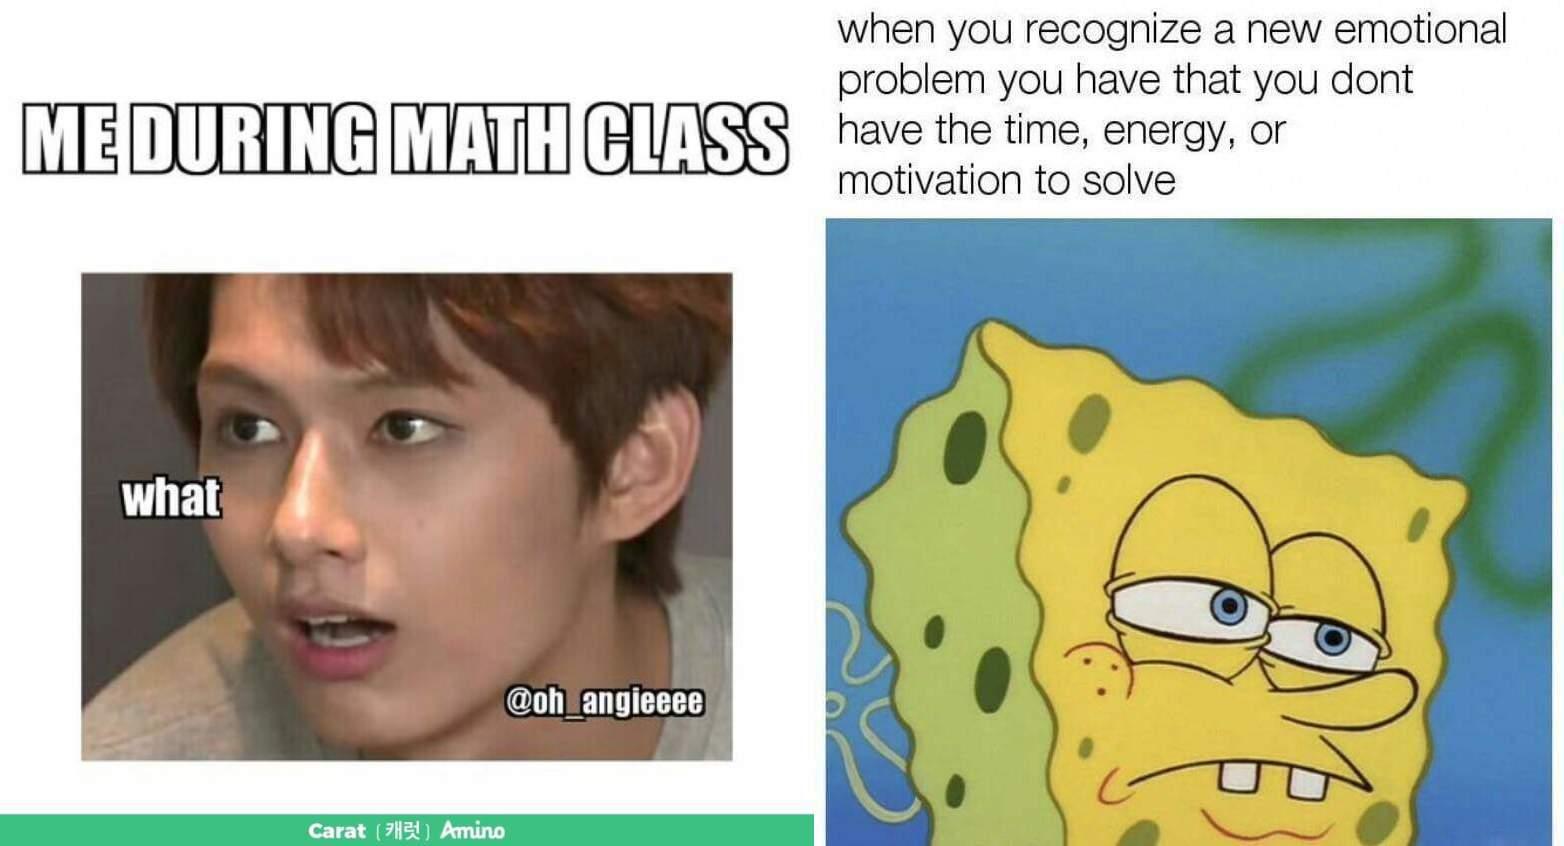 ME DURING MATH CLASS
what
@oh_angieeee
Carat [캐럿] Amino
when you recognize a new emotional
problem you have that you dont
have the time, energy, or
motivation to solve